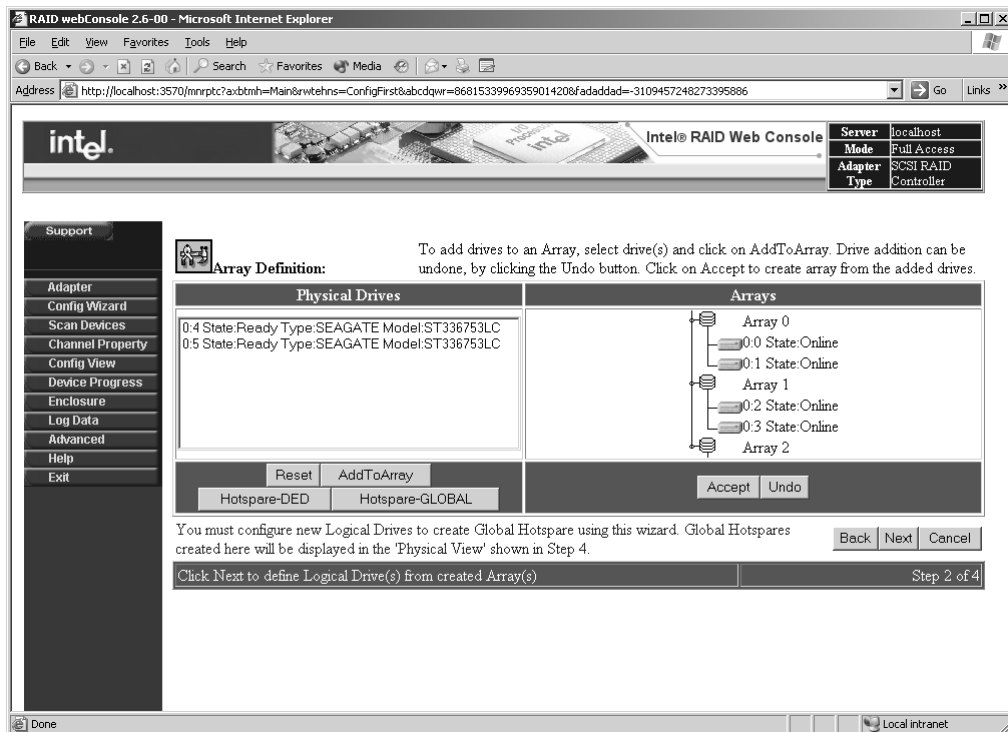 RAID webConsole 2.6-00 - Microsoft Internet Explorer
File Edit View Favorites Tools Help
Back Search Favorites Media
Address http://localhost:3570/mnrptc?axbtmh=Main&rwtehns=ConfigFirst&abcdqwr=8681533996935901420&fadaddad=-3109457248273395886 Go Links »
intel.
I/O Processor intel
Intel® RAID Web Console
Server localhost
Mode Full Access
Adapter Type SCSI RAID Controller
Support
Adapter
Config Wizard
Scan Devices
Channel Property
Config View
Device Progress
Enclosure
Log Data
Advanced
Help
Exit
Array Definition:
To add drives to an Array, select drive(s) and click on AddToArray. Drive addition can be
undone, by clicking the Undo button. Click on Accept to create array from the added drives.
Physical Drives
0:4 State:Ready Type:SEAGATE Model:ST336753LC
0:5 State:Ready Type:SEAGATE Model:ST336753LC
Reset AddToArray
Hotspare-DED Hotspare-GLOBAL
Arrays
Array 0
0:0 State:Online
0:1 State:Online
Array 1
0:2 State:Online
0:3 State:Online
Array 2
Accept Undo
You must configure new Logical Drives to create Global Hotspare using this wizard. Global Hotspares
created here will be displayed in the 'Physical View' shown in Step 4.
Back Next Cancel
Click Next to define Logical Drive(s) from created Array(s) Step 2 of 4
Done Local intranet